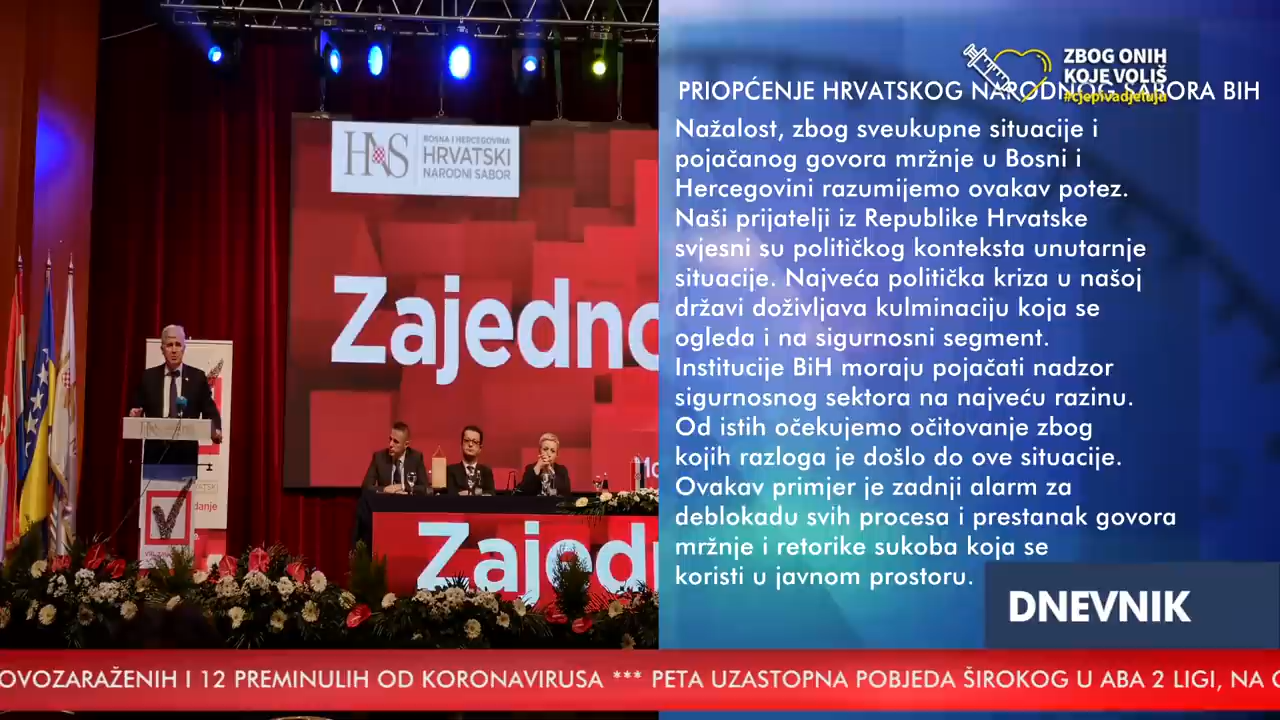 BOSNA I HERCEGOVINA
HNS HRVATSKI
NARODNI SABOR
Zajedno
Zajedn
ZBOG ONIH
KOJE VOLIŠ
#cjepivadjeluju
PRIOPĆENJE HRVATSKOG NARODNOG SABORA BIH
Nažalost, zbog sveukupne situacije i
pojačanog govora mržnje u Bosni i
Hercegovini razumijemo ovakav potez.
Naši prijatelji iz Republike Hrvatske
svjesni su političkog konteksta unutarnje
situacije. Najveća politička kriza u našoj
državi doživljava kulminaciju koja se
ogleda i na sigurnosni segment.
Institucije BiH moraju pojačati nadzor
sigurnosnog sektora na najveću razinu.
Od istih očekujemo očitovanje zbog
kojih razloga je došlo do ove situacije.
Ovakav primjer je zadnji alarm za
deblokadu svih procesa i prestanak govora
mržnje i retorike sukoba koja se
koristi u javnom prostoru.
DNEVNIK
OVOZARAŽENIH I 12 PREMINULIH OD KORONAVIRUSA *** PETA UZASTOPNA POBJEDA ŠIROKOG U ABA 2 LIGI, NA